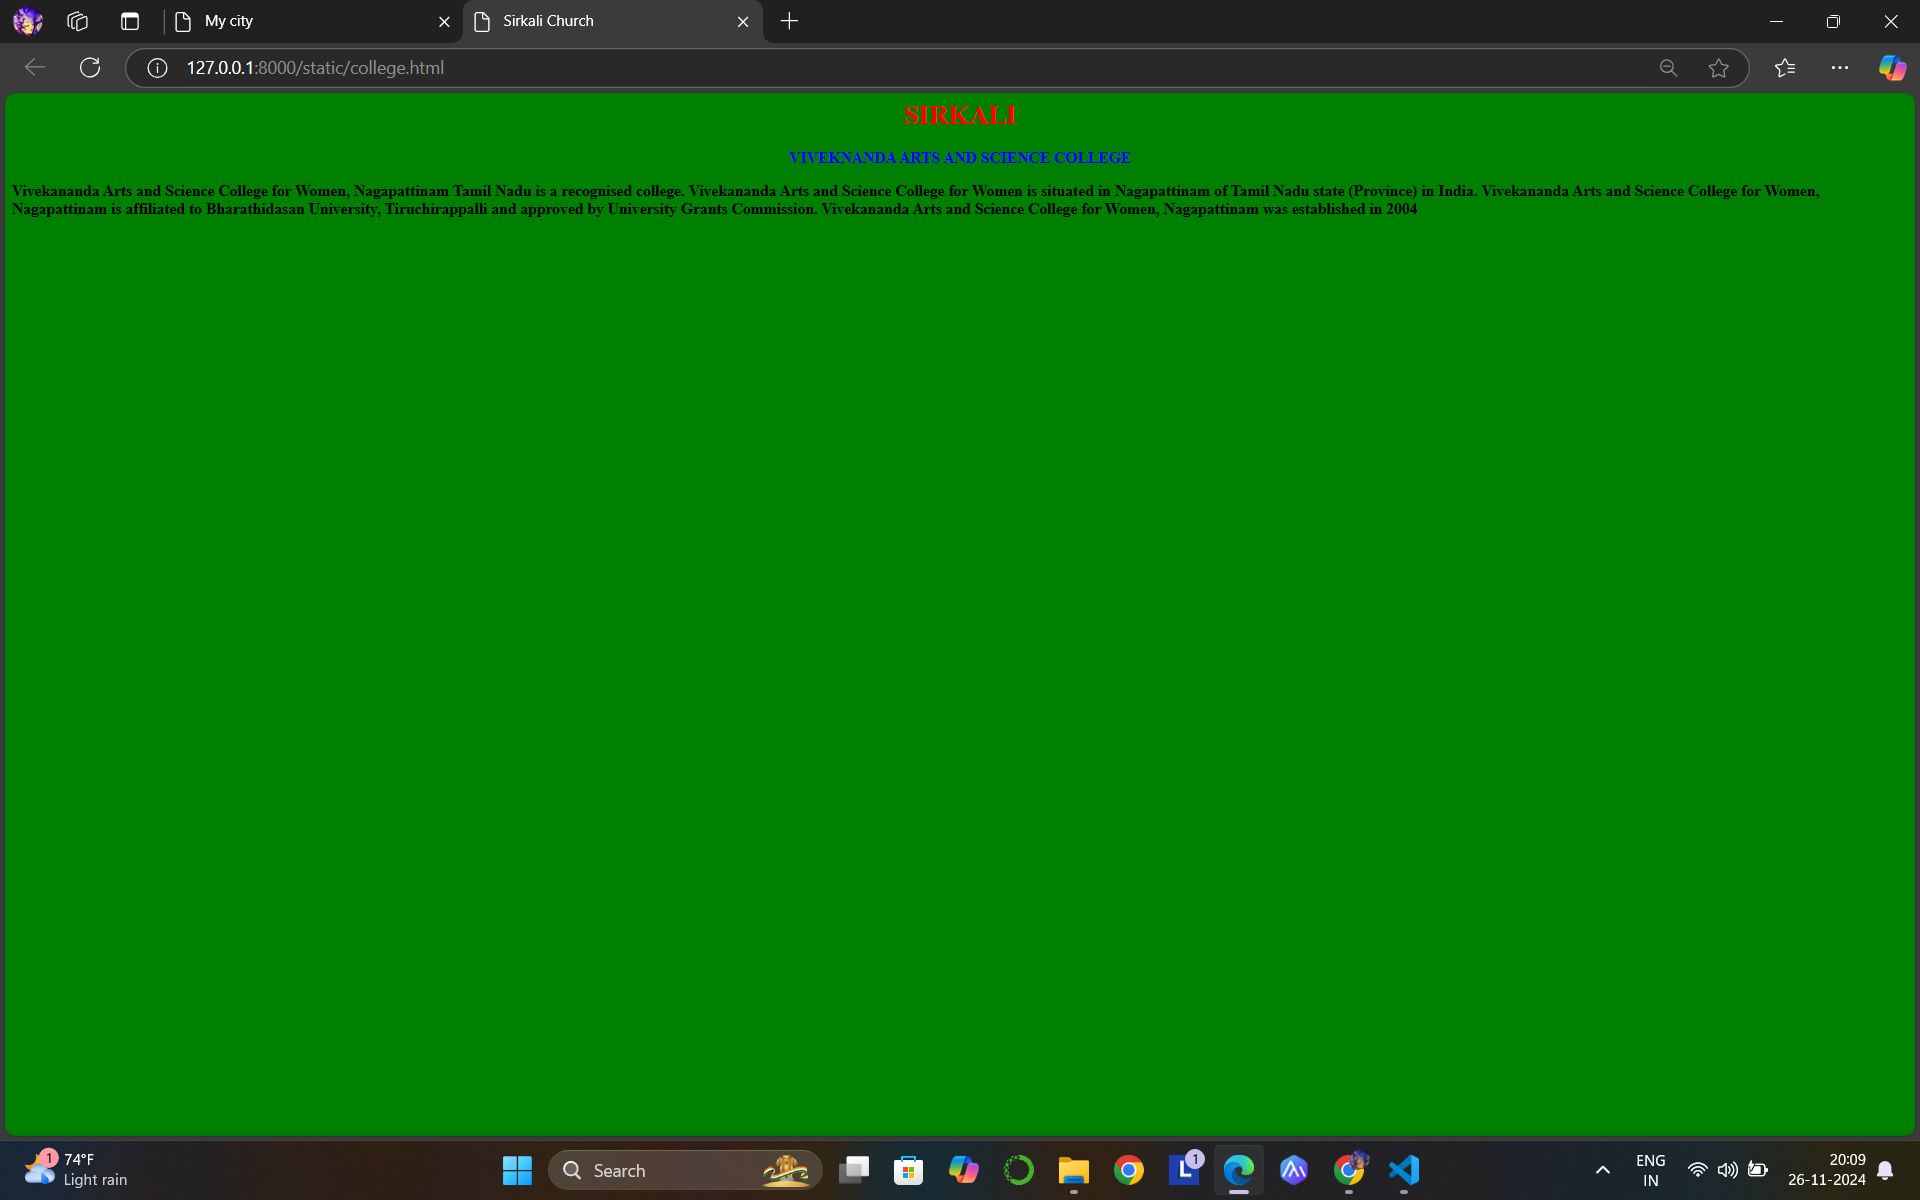 My city
Sirkali Church
127.0.0.1:8000/static/college.html
SIRKALI
VIVEKNANDA ARTS AND SCIENCE COLLEGE
Vivekananda Arts and Science College for Women, Nagapattinam Tamil Nadu is a recognised college. Vivekananda Arts and Science College for Women is situated in Nagapattinam of Tamil Nadu state (Province) in India. Vivekananda Arts and Science College for Women,
Nagapattinam is affiliated to Bharathidasan University, Tiruchirappalli and approved by University Grants Commission. Vivekananda Arts and Science College for Women, Nagapattinam was established in 2004
1
74°F
Light rain
Search
L
1
ENG
IN
20:09
26-11-2024